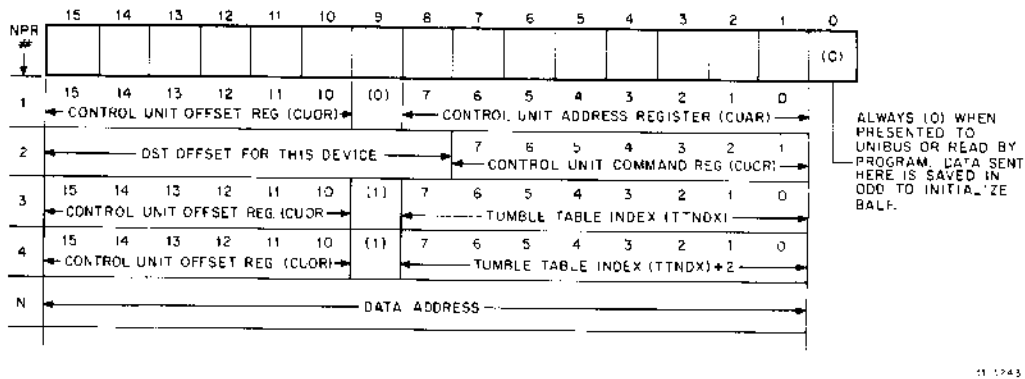 15 14 13 12 11 10 9 8 7 6 5 4 3 2 1 0
NPR
#
(0)
1 15 14 13 12 11 10 (0) 7 6 5 4 3 2 1 0
CONTROL UNIT OFFSET REG (CUOR) CONTROL UNIT ADDRESS REGISTER (CUAR)
2 DST OFFSET FOR THIS DEVICE 7 6 5 4 3 2 1
CONTROL UNIT COMMAND REG (CUCR)
3 15 14 13 12 11 10 (1) 7 6 5 4 3 2 1 0
CONTROL UNIT OFFSET REG. (CUOR TUMBLE TABLE INDEX (TTNDX)
4 15 14 13 12 11 10 (1) 7 6 5 4 3 2 1 0
CONTROL UNIT OFFSET REG (CUOR) TUMBLE TABLE INDEX (TTNDX)+2
N DATA ADDRESS
ALWAYS (0) WHEN
PRESENTED TO
UNIBUS OR READ BY
PROGRAM. DATA SENT
HERE IS SAVED IN
ODD TO INITIALIZE
BALF.
11-1243